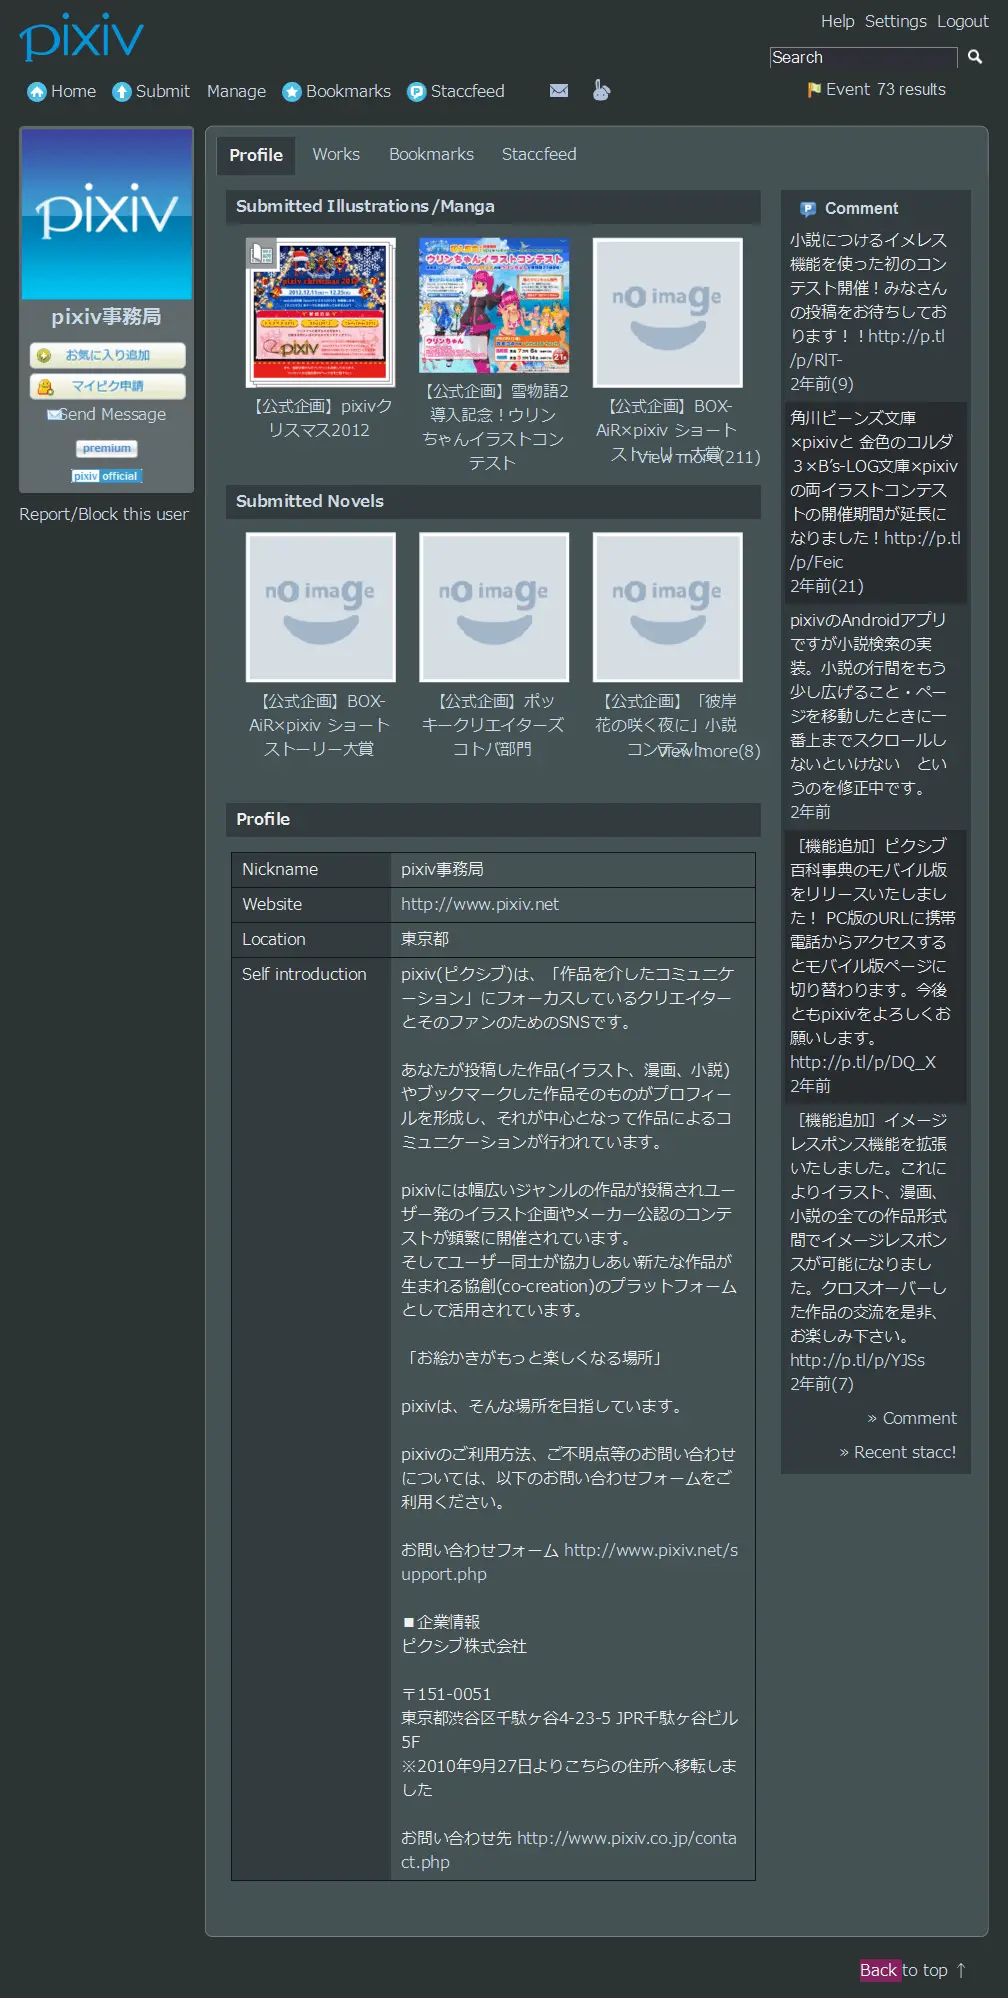 pixiv
Help Settings Logout
Search
Home Submit Manage Bookmarks Staccfeed
Event 73 results
pixiv
pixiv事務局
お気に入り追加
マイピク申請
Send Message
premium
pixiv official
Report/Block this user
Profile Works Bookmarks Staccfeed
Submitted Illustrations/Manga
pixiv christmas 2012
pixiv
ウリンちゃんイラストコンテスト
no image
【公式企画】pixivク
リスマス2012
【公式企画】雪物語2
導入記念！ウリン
ちゃんイラストコン
テスト
【公式企画】BOX-
AiR×pixiv ショート
ストーリー大賞
View more(211)
Submitted Novels
no image
no image
no image
【公式企画】BOX-
AiR×pixiv ショート
ストーリー大賞
【公式企画】ポッ
キークリエイターズ
コトバ部門
【公式企画】「彼岸
花の咲く夜に」小説
コンテスト
View more(8)
Profile
Nickname pixiv事務局
Website http://www.pixiv.net
Location 東京都
Self introduction pixiv(ピクシブ)は、「作品を介したコミュニケ
ーション」にフォーカスしているクリエイター
とそのファンのためのSNSです。
あなたが投稿した作品(イラスト、漫画、小説)
やブックマークした作品そのものがプロフィー
ルを形成し、それが中心となって作品によるコ
ミュニケーションが行われています。
pixivには幅広いジャンルの作品が投稿されユー
ザー発のイラスト企画やメーカー公認のコンテ
ストが頻繁に開催されています。
そしてユーザー同士が協力しあい新たな作品が
生まれる協創(co-creation)のプラットフォーム
として活用されています。
「お絵かきがもっと楽しくなる場所」
pixivは、そんな場所を目指しています。
pixivのご利用方法、ご不明点等のお問い合わせ
については、以下のお問い合わせフォームをご
利用ください。
お問い合わせフォーム http://www.pixiv.net/s
upport.php
■企業情報
ピクシブ株式会社
〒151-0051
東京都渋谷区千駄ヶ谷4-23-5 JPR千駄ヶ谷ビル
5F
※2010年9月27日よりこちらの住所へ移転しま
した
お問い合わせ先 http://www.pixiv.co.jp/conta
ct.php
Comment
小説につけるイメレス
機能を使った初のコン
テスト開催！みなさん
の投稿をお待ちしてお
ります！！http://p.tl
/p/RlT-
2年前(9)
角川ビーンズ文庫
×pixivと 金色のコルダ
３×B’s-LOG文庫×pixiv
の両イラストコンテス
トの開催期間が延長に
なりました！http://p.tl
/p/Feic
2年前(21)
pixivのAndroidアプリ
ですが小説検索の実
装。小説の行間をもう
少し広げること・ペー
ジを移動したときに一
番上までスクロールし
ないといけない　とい
うのを修正中です。
2年前
［機能追加］ピクシブ
百科事典のモバイル版
をリリースいたしまし
た！ PC版のURLに携帯
電話からアクセスする
とモバイル版ページに
切り替わります。今後
ともpixivをよろしくお
願いします。
http://p.tl/p/DQ_X
2年前
［機能追加］イメージ
レスポンス機能を拡張
いたしました。これに
よりイラスト、漫画、
小説の全ての作品形式
間でイメージレスポン
スが可能になりまし
た。クロスオーバーし
た作品の交流を是非、
お楽しみ下さい。
http://p.tl/p/YJSs
2年前(7)
» Comment
» Recent stacc!
Back to top ↑